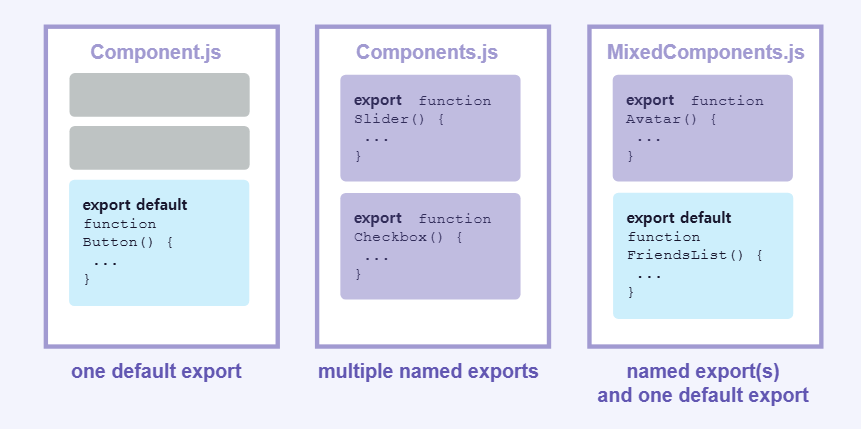 Component.js
export default
function
Button() {
...
}
one default export
Components.js
export function
Slider() {
...
}
export function
Checkbox() {
...
}
multiple named exports
MixedComponents.js
export function
Avatar() {
...
}
export default
function
FriendsList() {
...
}
named export(s)
and one default export